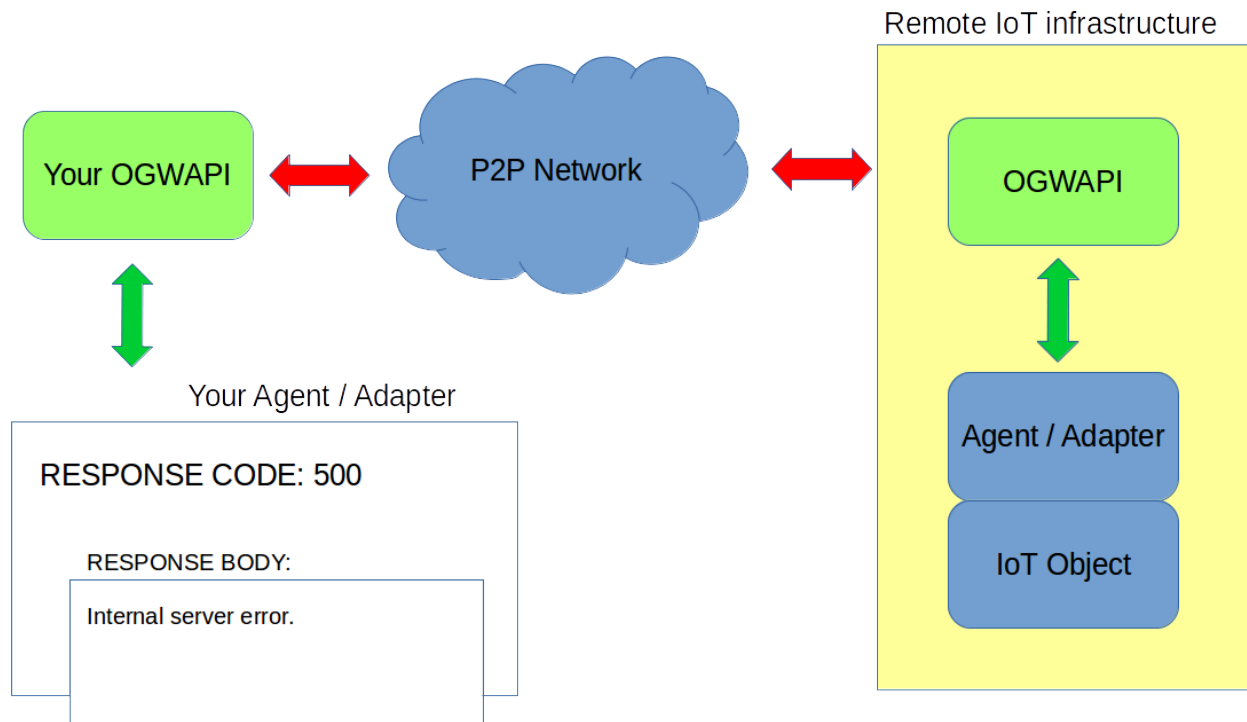 Remote IoT infrastructure
Your OGWAPI
P2P Network
OGWAPI
Your Agent / Adapter
RESPONSE CODE: 500
RESPONSE BODY:
Internal server error.
Agent / Adapter
IoT Object